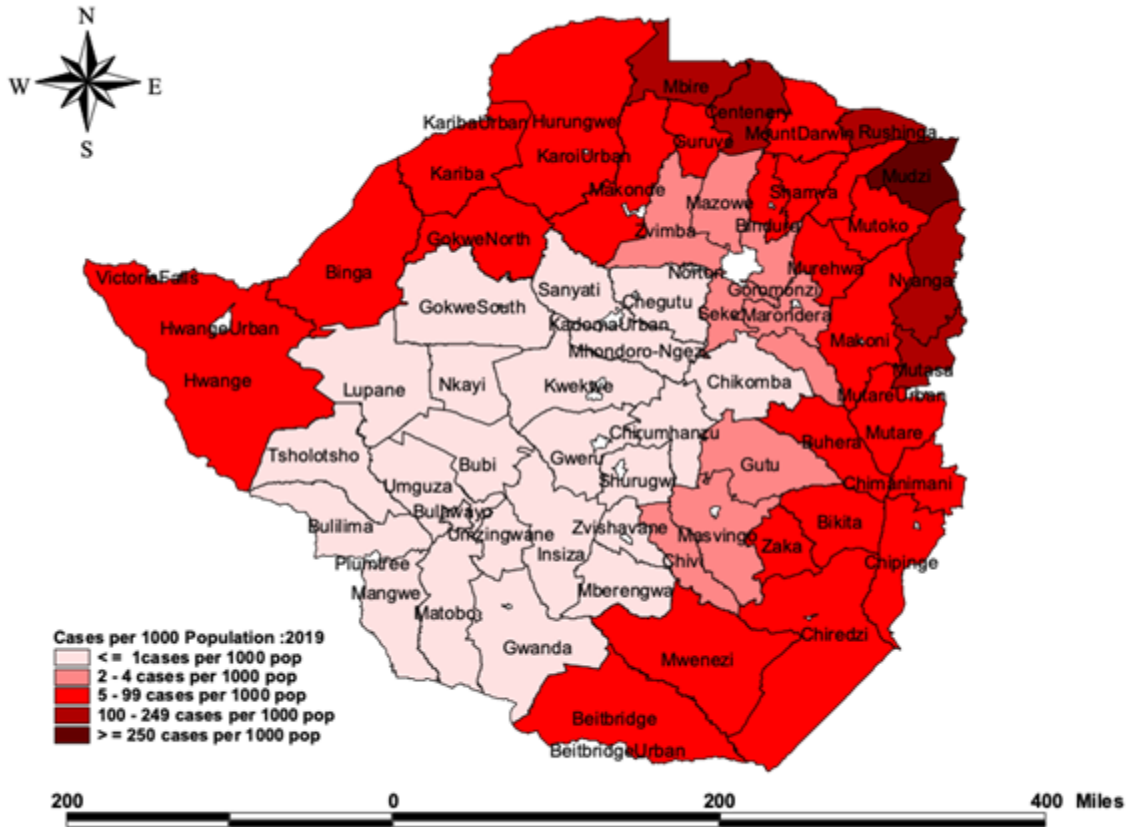 N
W E
S
Mbire
Centenery
KaribaUrban Hurungwe
MountDarwin Rushinga
Guruve
KaroiUrban
Kariba
Mudzi
Makonde Shamva
Mazowe
Bindura Mutoko
Zvimba
GokweNorth
Murehwa
VictoriaFalls Binga
Norton Nyanga
Sanyati Goromonzi
Chegutu
GokweSouth
Seke Marondera
HwangeUrban KadomaUrban
Makoni
Mhondoro-Ngezi
Mutasa
Hwange Chikomba
Lupane Nkayi Kwekwe
MutareUrban
Chirumhanzu Mutare
Buhera
Tsholotsho Bubi Gweru Gutu
Shurugwi Chimanimani
Umguza
Bulawayo Bikita
Bulilima Zvishavane
Umzingwane Masvingo
Zaka
Insiza
Plumtree Chivi Chipinge
Mangwe Mberengwa
Matobo
Chiredzi
Gwanda
Mwenezi
Beitbridge
BeitbridgeUrban
Cases per 1000 Population :2019
< = 1cases per 1000 pop
2 - 4 cases per 1000 pop
5 - 99 cases per 1000 pop
100 - 249 cases per 1000 pop
> = 250 cases per 1000 pop
200 0 200 400 Miles